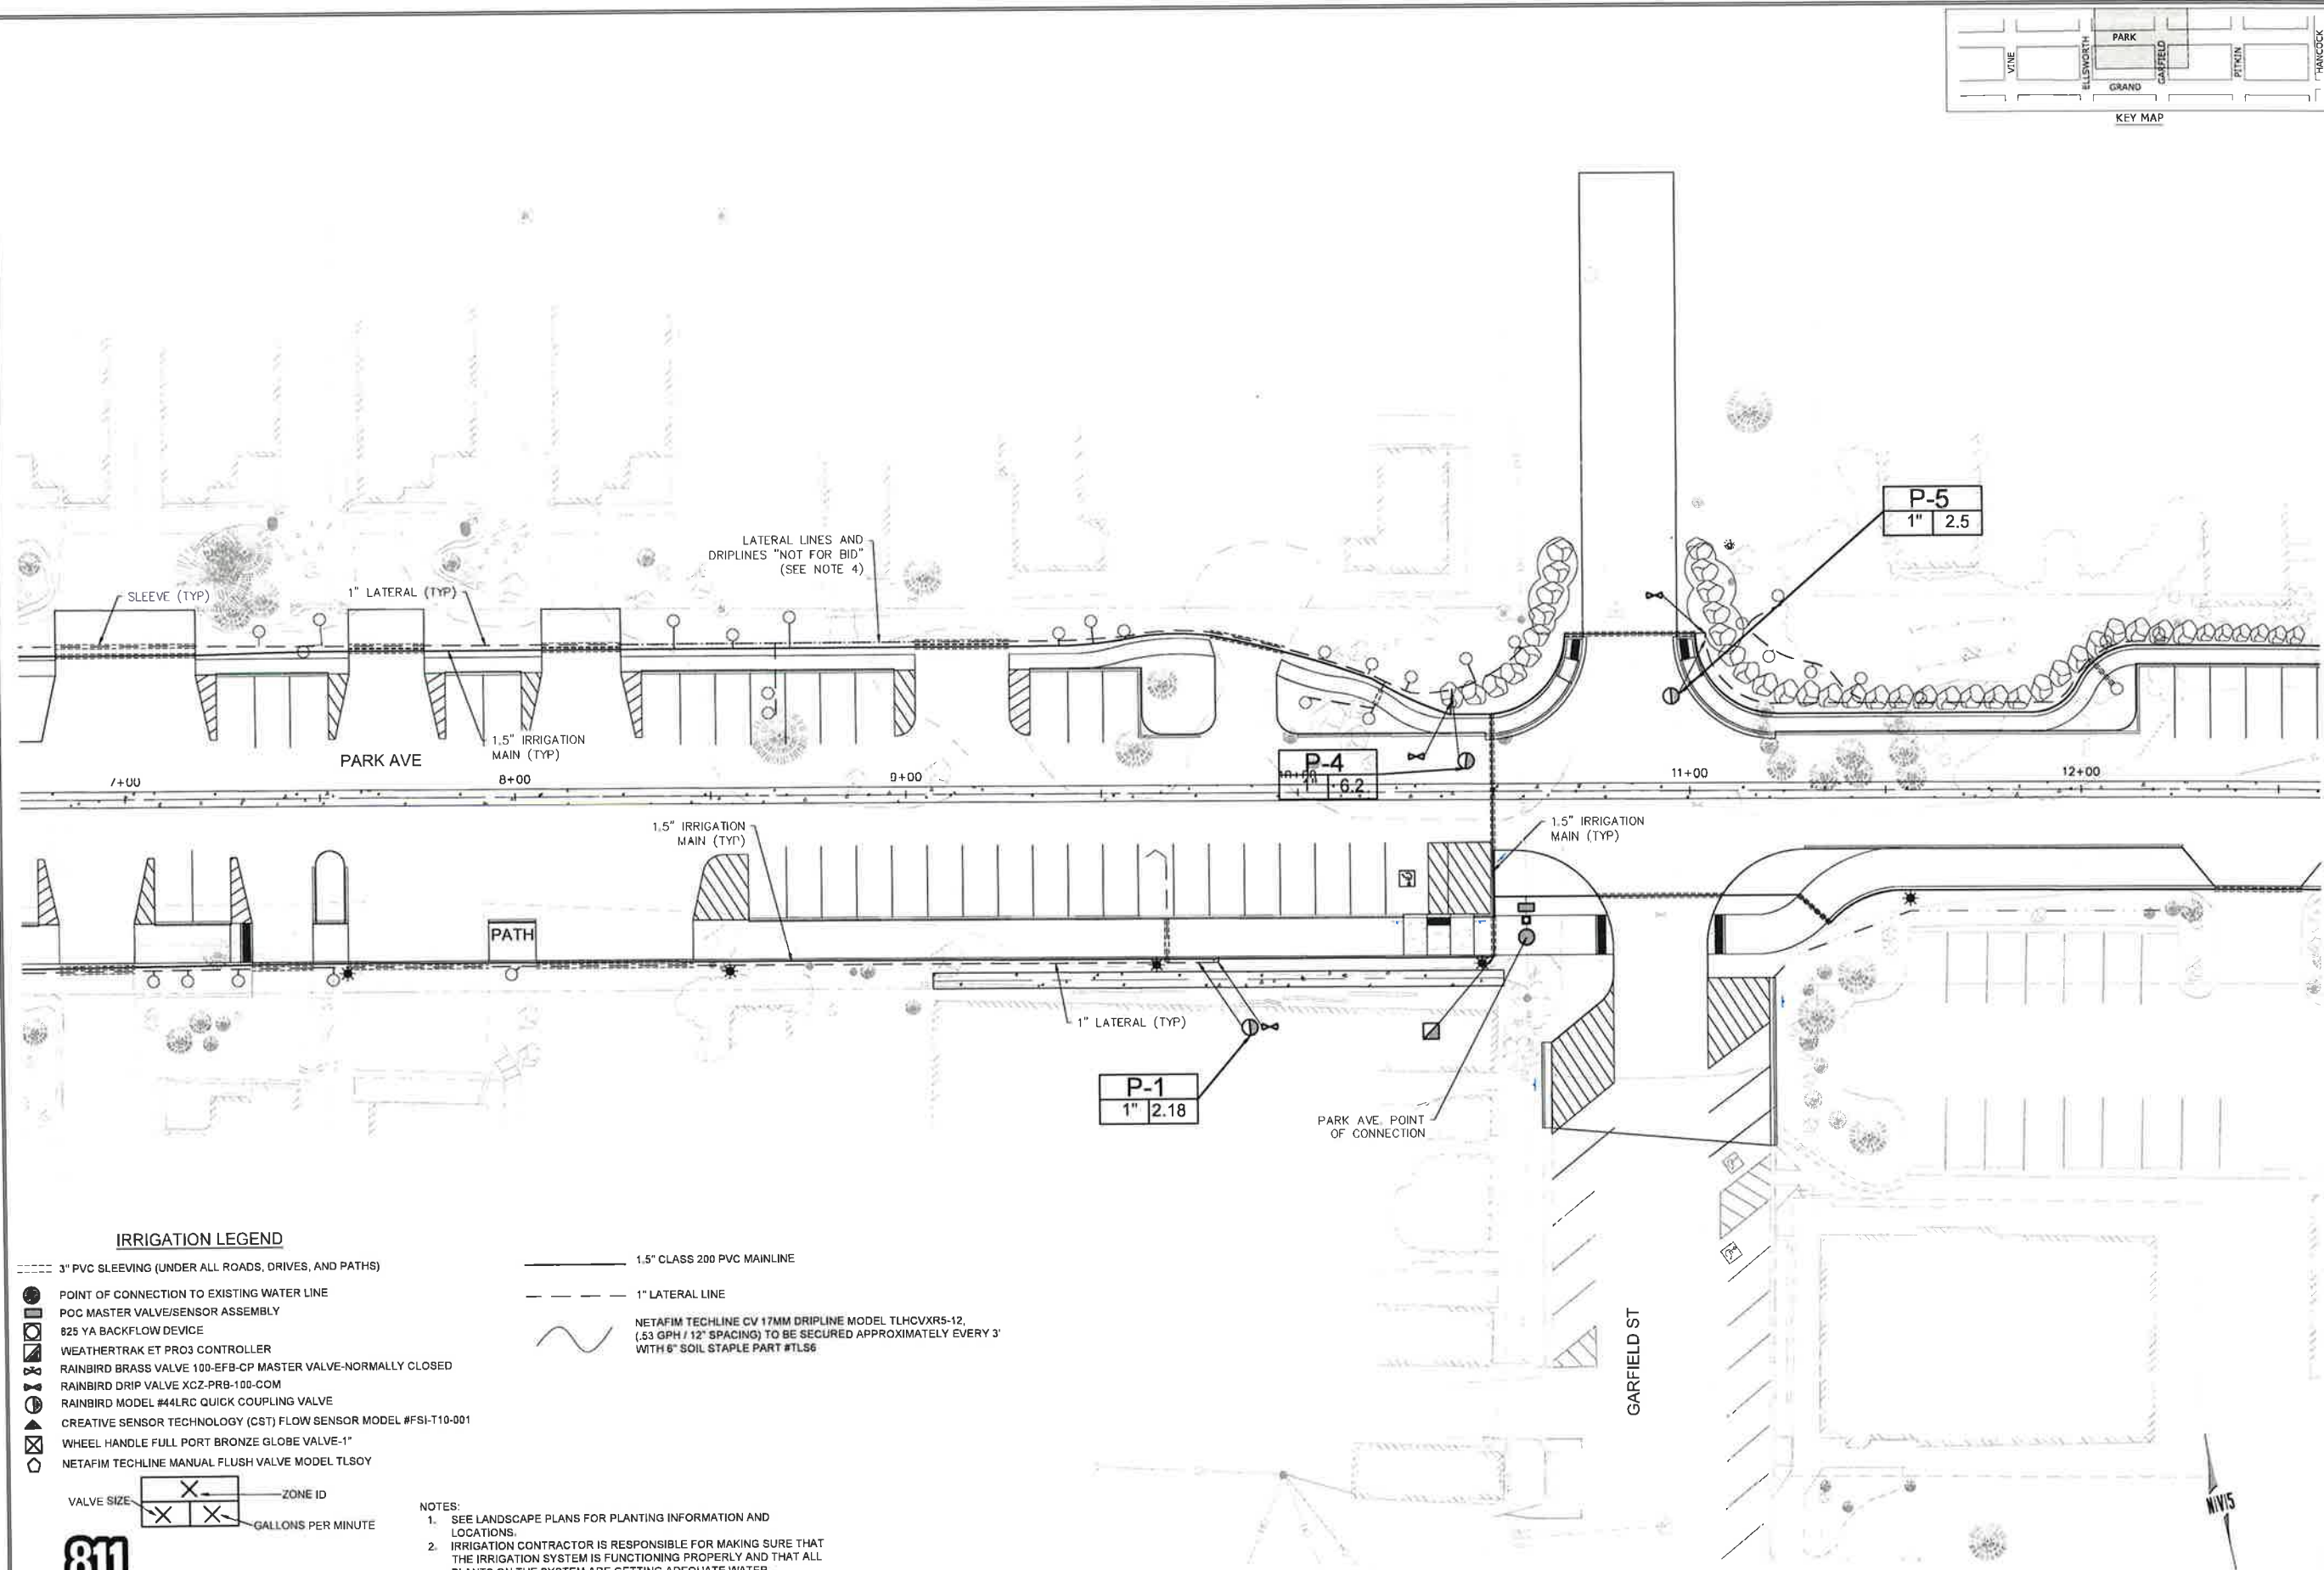 VINE
ELLSWORTH
PARK
GARFIELD
PITKIN
HANCOCK
GRAND
KEY MAP
P-5
1" 2.5
LATERAL LINES AND
DRIPLINES "NOT FOR BID"
(SEE NOTE 4)
SLEEVE (TYP)
1" LATERAL (TYP)
1.5" IRRIGATION
MAIN (TYP)
PARK AVE
7+00
8+00
9+00
P-4
1" 6.2
11+00
12+00
1.5" IRRIGATION
MAIN (TYP)
1.5" IRRIGATION
MAIN (TYP)
PATH
1" LATERAL (TYP)
P-1
1" 2.18
PARK AVE. POINT
OF CONNECTION
GARFIELD ST
IRRIGATION LEGEND
3" PVC SLEEVING (UNDER ALL ROADS, DRIVES, AND PATHS)
POINT OF CONNECTION TO EXISTING WATER LINE
POC MASTER VALVE/SENSOR ASSEMBLY
825 YA BACKFLOW DEVICE
WEATHERTRAK ET PRO3 CONTROLLER
RAINBIRD BRASS VALVE 100-EFB-CP MASTER VALVE-NORMALLY CLOSED
RAINBIRD DRIP VALVE XCZ-PRB-100-COM
RAINBIRD MODEL #44LRC QUICK COUPLING VALVE
CREATIVE SENSOR TECHNOLOGY (CST) FLOW SENSOR MODEL #FSI-T10-001
WHEEL HANDLE FULL PORT BRONZE GLOBE VALVE-1"
NETAFIM TECHLINE MANUAL FLUSH VALVE MODEL TLSOY
1.5" CLASS 200 PVC MAINLINE
1" LATERAL LINE
NETAFIM TECHLINE CV 17MM DRIPLINE MODEL TLHCVXR5-12,
(.53 GPH / 12" SPACING) TO BE SECURED APPROXIMATELY EVERY 3'
WITH 6" SOIL STAPLE PART #TLS6
X
X X
VALVE SIZE
ZONE ID
GALLONS PER MINUTE
811
NOTES:
1. SEE LANDSCAPE PLANS FOR PLANTING INFORMATION AND
LOCATIONS.
2. IRRIGATION CONTRACTOR IS RESPONSIBLE FOR MAKING SURE THAT
THE IRRIGATION SYSTEM IS FUNCTIONING PROPERLY AND THAT ALL
PLANTS ON THE SYSTEM ARE GETTING ADEQUATE WATER